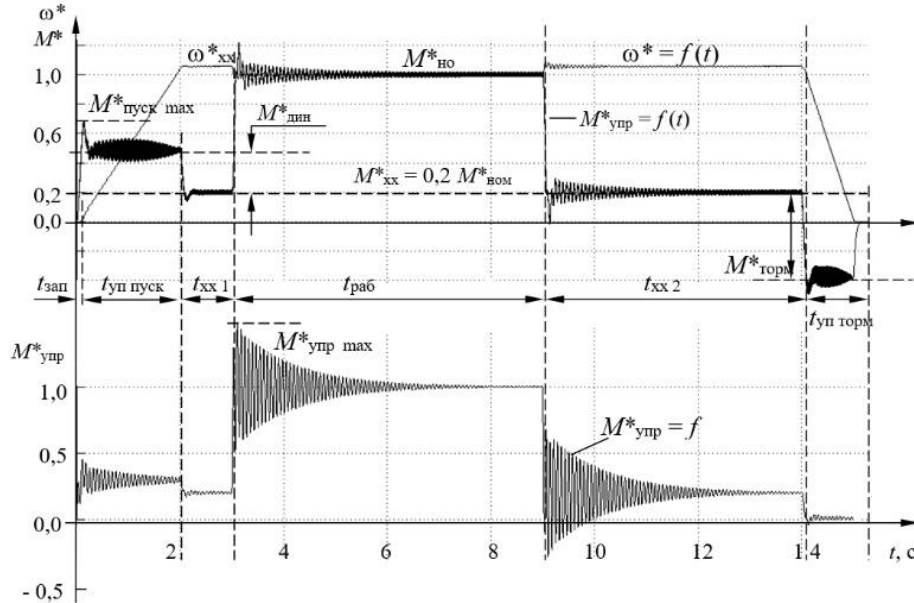 ω*
M*
ω*хх
M*но
ω* = f (t)
1,0
M*пуск max
M*дин
0,6
M*упр = f(t)
M*хх = 0,2 M*ном
0,2
0,0
M*торм
tзап
tуп пуск
tхх 1
tраб
tхх 2
tуп торм
M*упр
M*упр max
1,0
M*упр = f
0,5
0,0
2 4 6 8 10 12 14 t, с
- 0,5